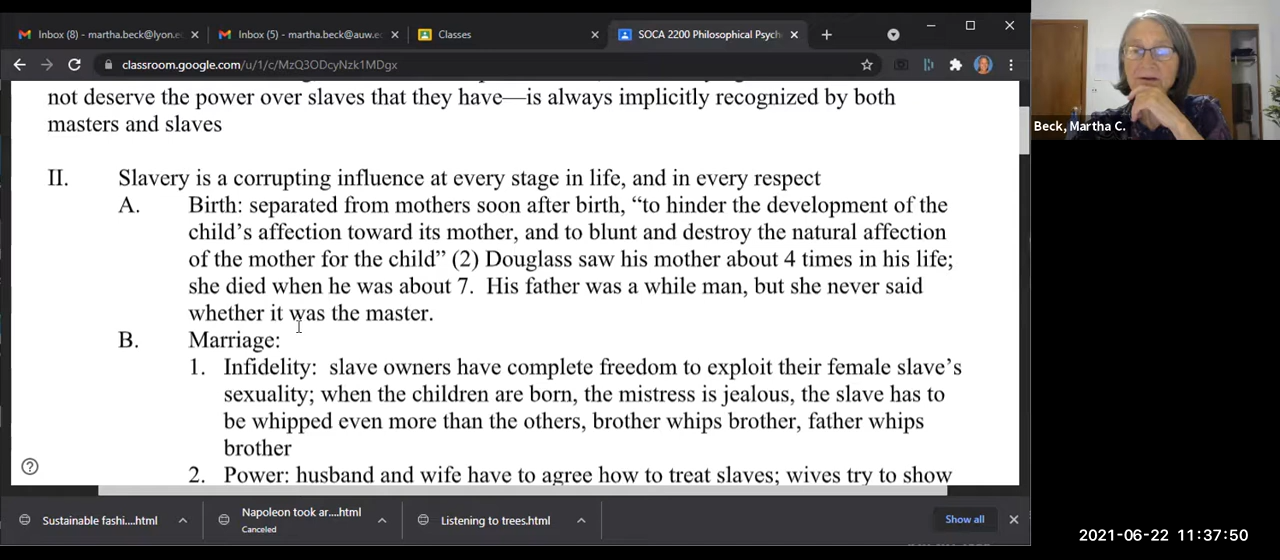 Inbox (8) - martha.beck@lyon.e
Inbox (5) - martha.beck@auw.e
Classes
SOCA 2200 Philosophical Psych
classroom.google.com/u/1/c/MzQ3ODcyNzk1MDgx
Beck, Martha C.
not deserve the power over slaves that they have—is always implicitly recognized by both
masters and slaves
II. Slavery is a corrupting influence at every stage in life, and in every respect
A. Birth: separated from mothers soon after birth, “to hinder the development of the
child’s affection toward its mother, and to blunt and destroy the natural affection
of the mother for the child” (2) Douglass saw his mother about 4 times in his life;
she died when he was about 7. His father was a while man, but she never said
whether it was the master.
B. Marriage:
1. Infidelity: slave owners have complete freedom to exploit their female slave’s
sexuality; when the children are born, the mistress is jealous, the slave has to
be whipped even more than the others, brother whips brother, father whips
brother
2. Power: husband and wife have to agree how to treat slaves; wives try to show
Sustainable fashi....html
Napoleon took ar....html
Canceled
Listening to trees.html
Show all
2021-06-22 11:37:50